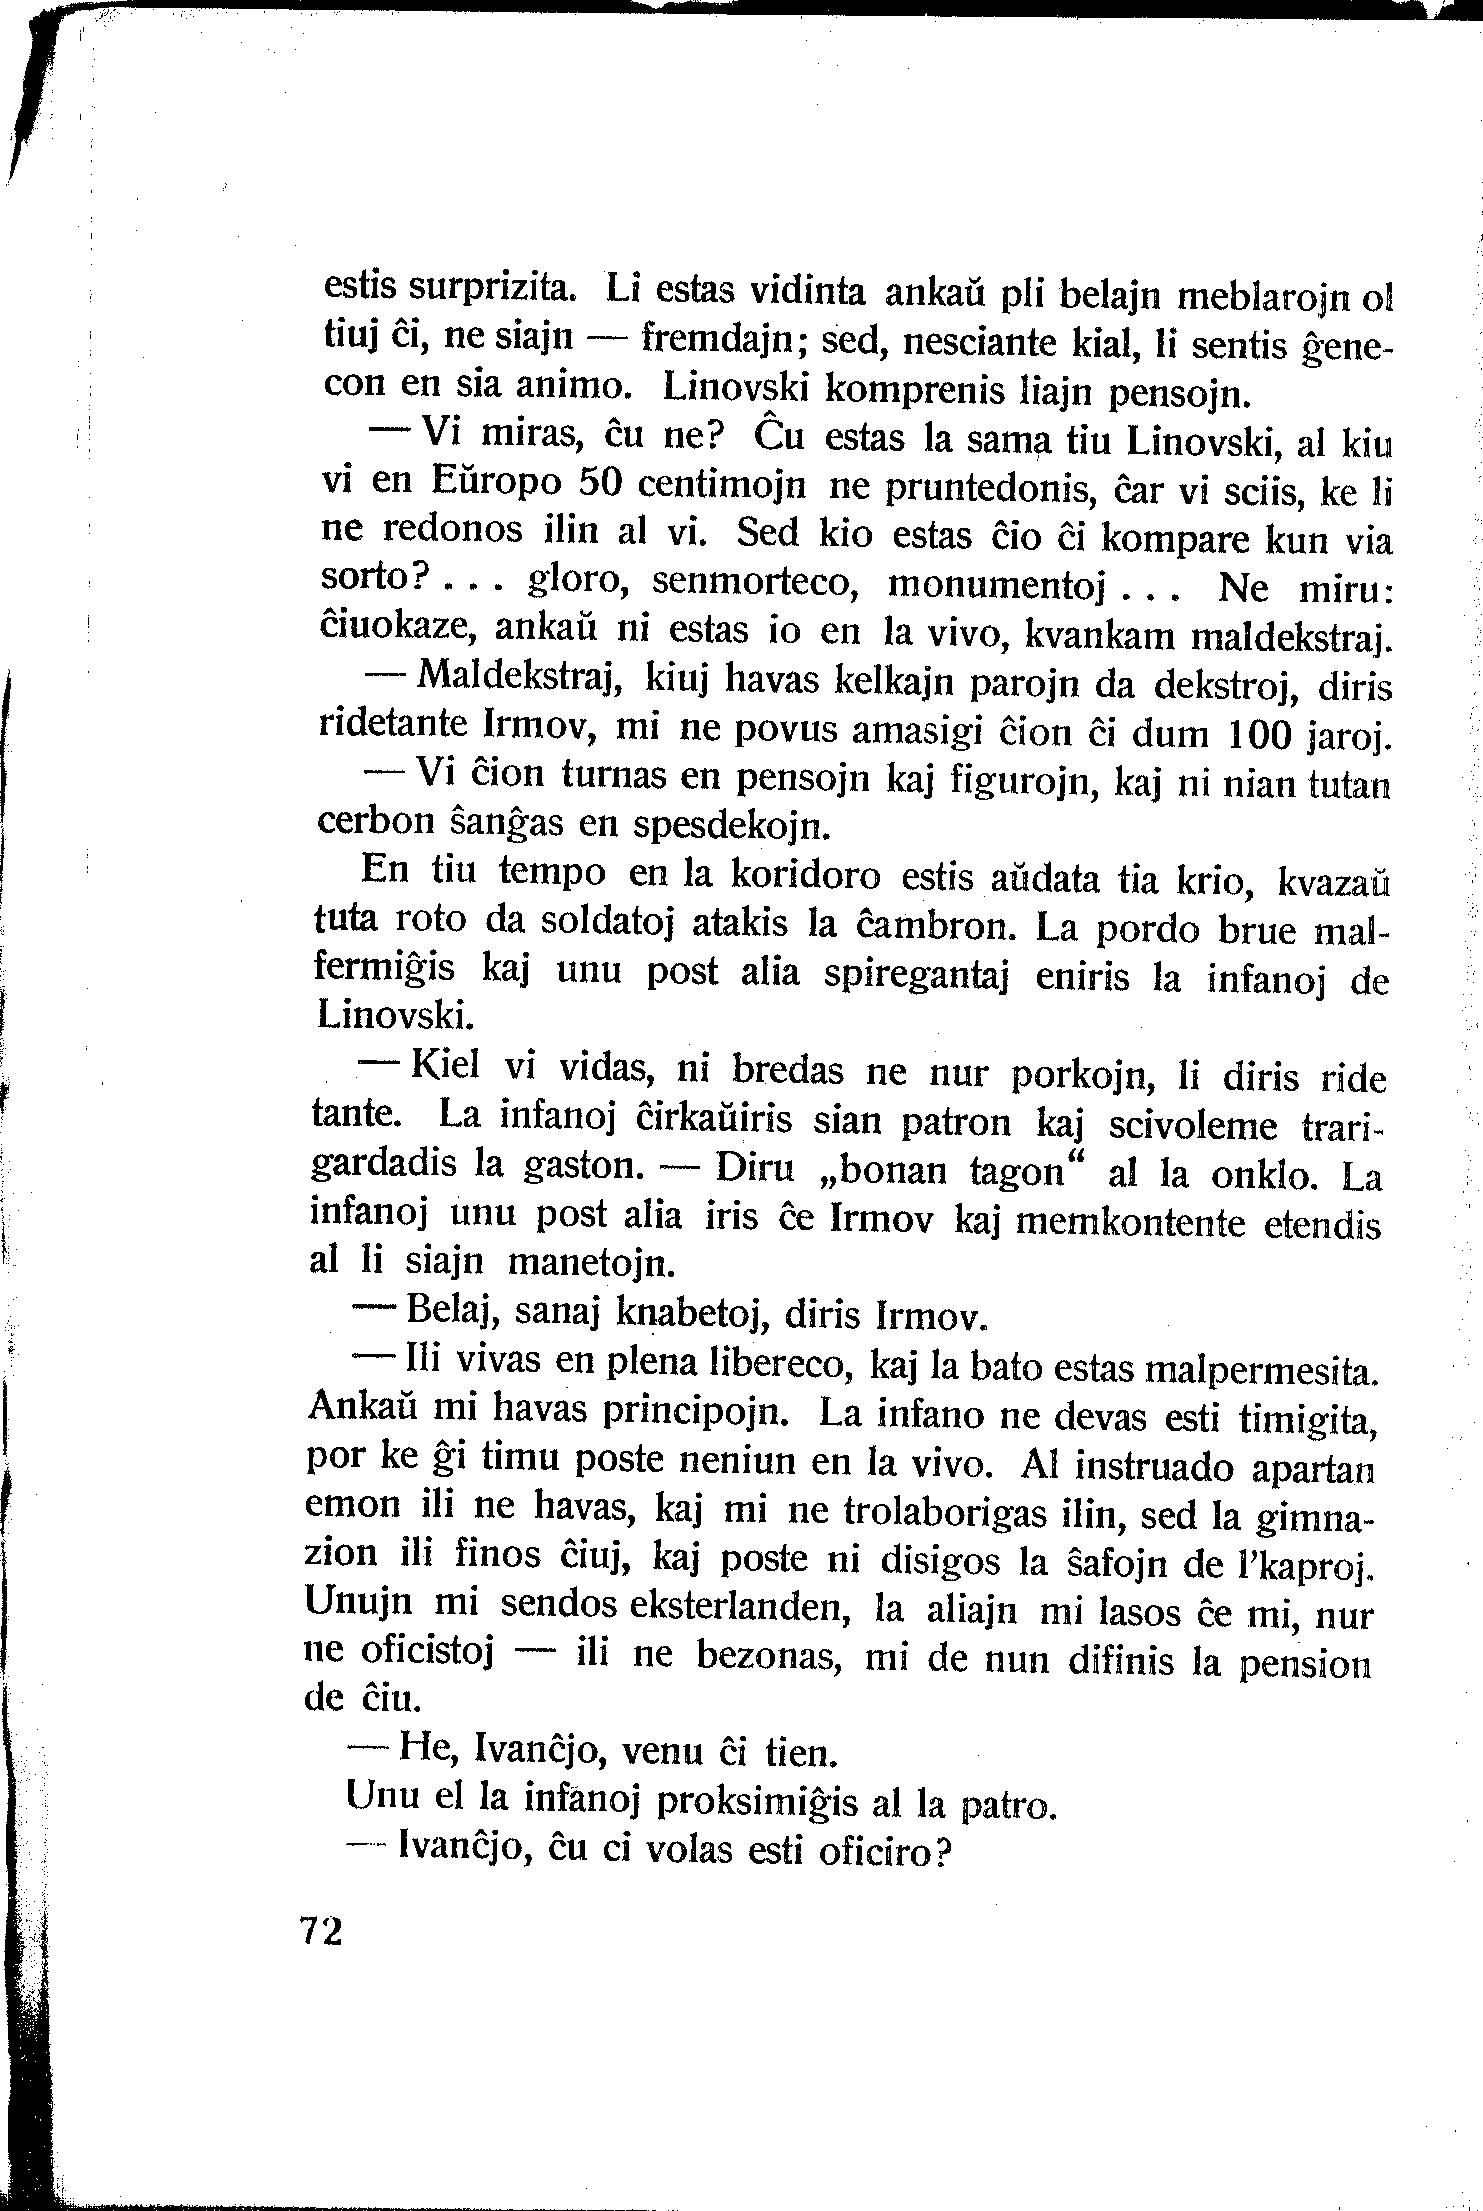 estis surprizita. Li estas vidinta ankaŭ pli belajn meblarojn ol
tiuj ĉi, ne siajn — fremdajn; sed, nesciante kial, li sentis ĝene-
con en sia animo. Linovski komprenis liajn pensojn.
— Vi miras, ĉu ne? Ĉu estas la sama tiu Linovski, al kiu
vi en Eŭropo 50 centimojn ne pruntedonis, ĉar vi sciis, ke li
ne redonos ilin al vi. Sed kio estas ĉio ĉi kompare kun via
sorto? . . . gloro, senmorteco, monumentoj . . . Ne miru:
ĉiuokaze, ankaŭ ni estas io en la vivo, kvankam maldekstraj.
— Maldekstraj, kiuj havas kelkajn parojn da dekstroj, diris
ridetante Irmov, mi ne povus amasigi ĉion ĉi dum 100 jaroj.
— Vi ĉion turnas en pensojn kaj figurojn, kaj ni nian tutan
cerbon ŝanĝas en spesdekojn.
En tiu tempo en la koridoro estis aŭdata tia krio, kvazaŭ
tuta roto da soldatoj atakis la ĉambron. La pordo brue mal-
fermiĝis kaj unu post alia spiregantaj eniris la infanoj de
Linovski.
— Kiel vi vidas, ni bredas ne nur porkojn, li diris ride
tante. La infanoj ĉirkaŭiris sian patron kaj scivoleme trari-
gardadis la gaston. — Diru „bonan tagon“ al la onklo. La
infanoj unu post alia iris ĉe Irmov kaj memkontente etendis
al li siajn manetojn.
— Belaj, sanaj knabetoj, diris Irmov.
— Ili vivas en plena libereco, kaj la bato estas malpermesita.
Ankaŭ mi havas principojn. La infano ne devas esti timigita,
por ke ĝi timu poste neniun en la vivo. Al instruado apartan
emon ili ne havas, kaj mi ne trolaborigas ilin, sed la gimna-
zion ili finos ĉiuj, kaj poste ni disigos la ŝafojn de l'kaproj.
Unujn mi sendos eksterlanden, la aliajn mi lasos ĉe mi, nur
ne oficistoj — ili ne bezonas, mi de nun difinis la pension
de ĉiu.
— He, Ivanĉjo, venu ĉi tien.
Unu el la infanoj proksimiĝis al la patro.
— Ivanĉjo, ĉu ci volas esti oficiro?
72